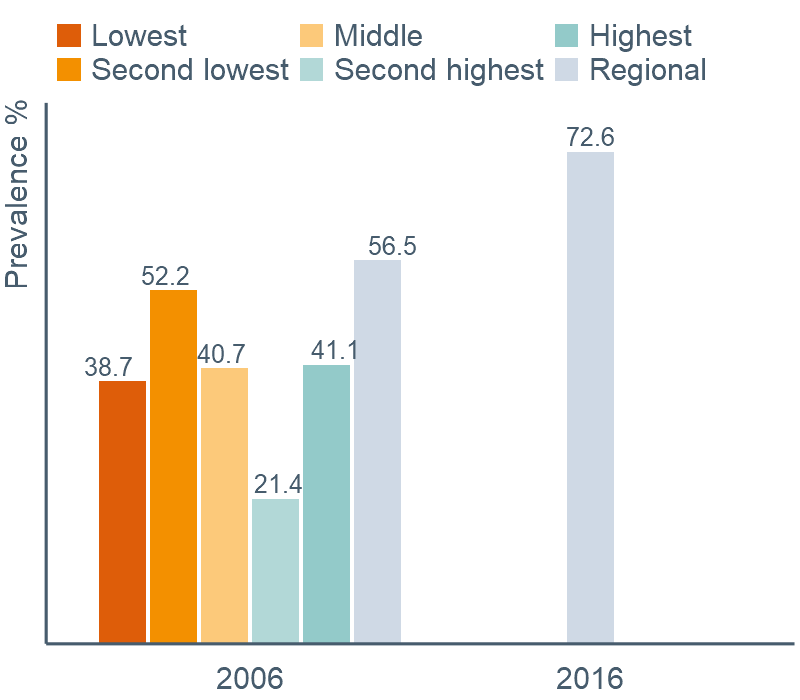 Lowest Middle Highest
Second lowest Second highest Regional
Prevalence %
38.7
52.2
40.7
21.4
41.1
56.5
72.6
2006 2016